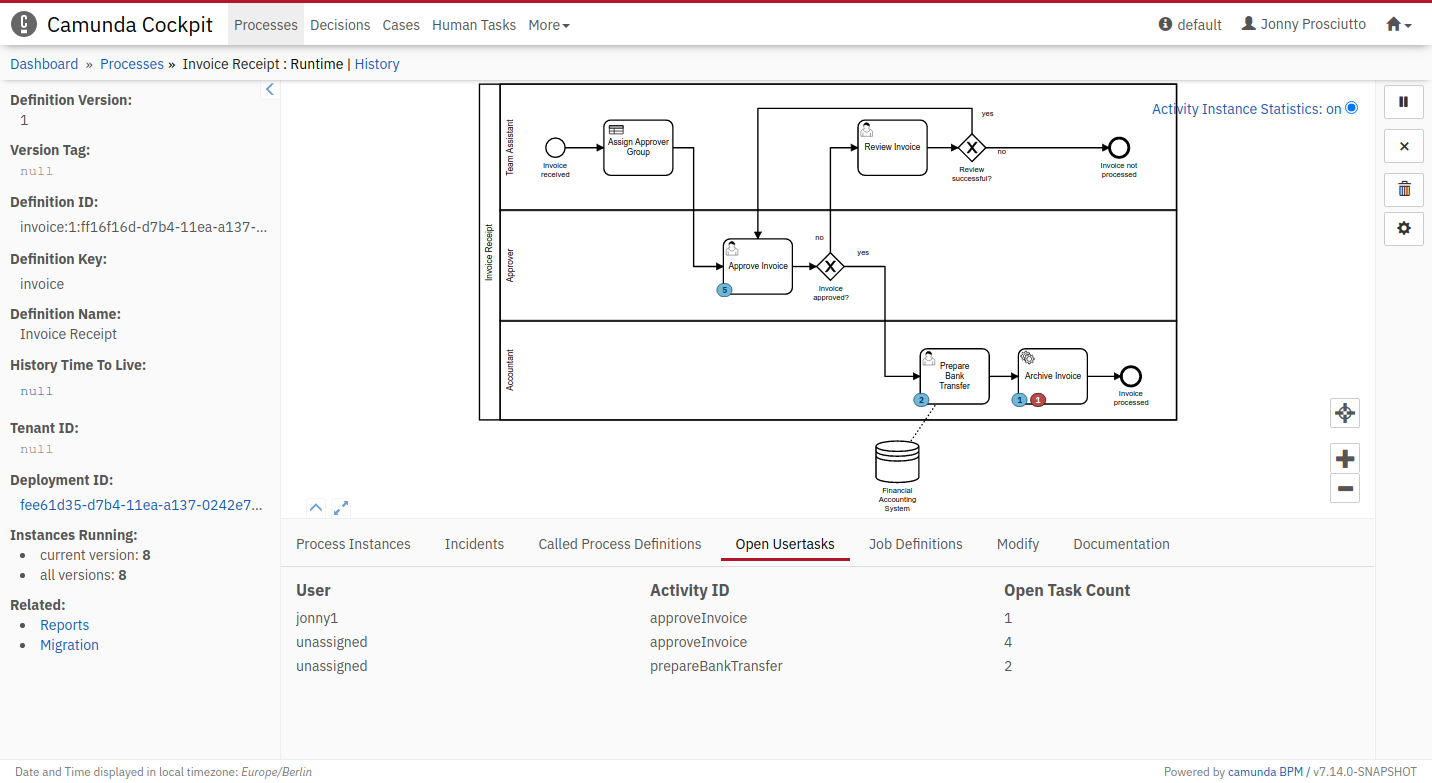 Camunda Cockpit Processes Decisions Cases Human Tasks More default Jonny Prosciutto
Dashboard » Processes » Invoice Receipt : Runtime | History
Definition Version:
1
Version Tag:
null
Definition ID:
invoice:1:ff16f16d-d7b4-11ea-a137-...
Definition Key:
invoice
Definition Name:
Invoice Receipt
History Time To Live:
null
Tenant ID:
null
Deployment ID:
fee61d35-d7b4-11ea-a137-0242e7...
Instances Running:
current version: 8
all versions: 8
Related:
Reports
Migration
Activity Instance Statistics: on
Invoice Receipt
Team Assistant
Invoice
received
Assign Approver
Group
Review Invoice
yes
no
Review
successful?
Invoice not
processed
Approver
Approve Invoice
5
no
yes
Invoice
approved?
Accountant
Prepare
Bank
Transfer
2
Archive Invoice
1 1
Invoice
processed
Financial
Accounting
System
Process Instances Incidents Called Process Definitions Open Usertasks Job Definitions Modify Documentation
User Activity ID Open Task Count
jonny1 approveInvoice 1
unassigned approveInvoice 4
unassigned prepareBankTransfer 2
Date and Time displayed in local timezone: Europe/Berlin
Powered by camunda BPM / v7.14.0-SNAPSHOT